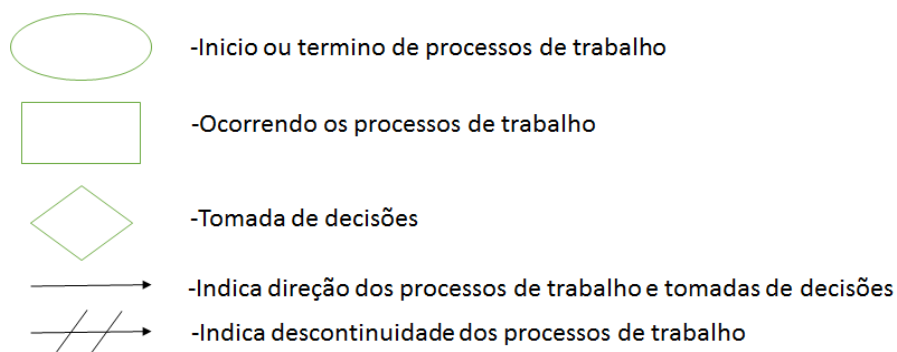 -Inicio ou termino de processos de trabalho
-Ocorrendo os processos de trabalho
-Tomada de decisões
-Indica direção dos processos de trabalho e tomadas de decisões
-Indica descontinuidade dos processos de trabalho